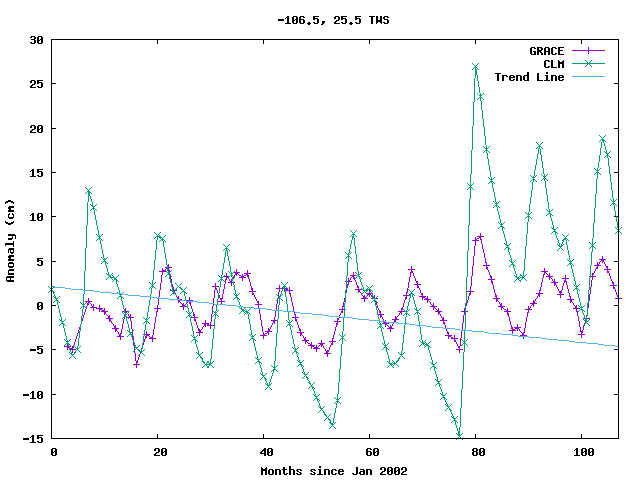 -106.5, 25.5 TWS
GRACE
CLM
Trend Line
Anomaly (cm)
30
25
20
15
10
5
0
-5
-10
-15
0 20 40 60 80 100
Months since Jan 2002